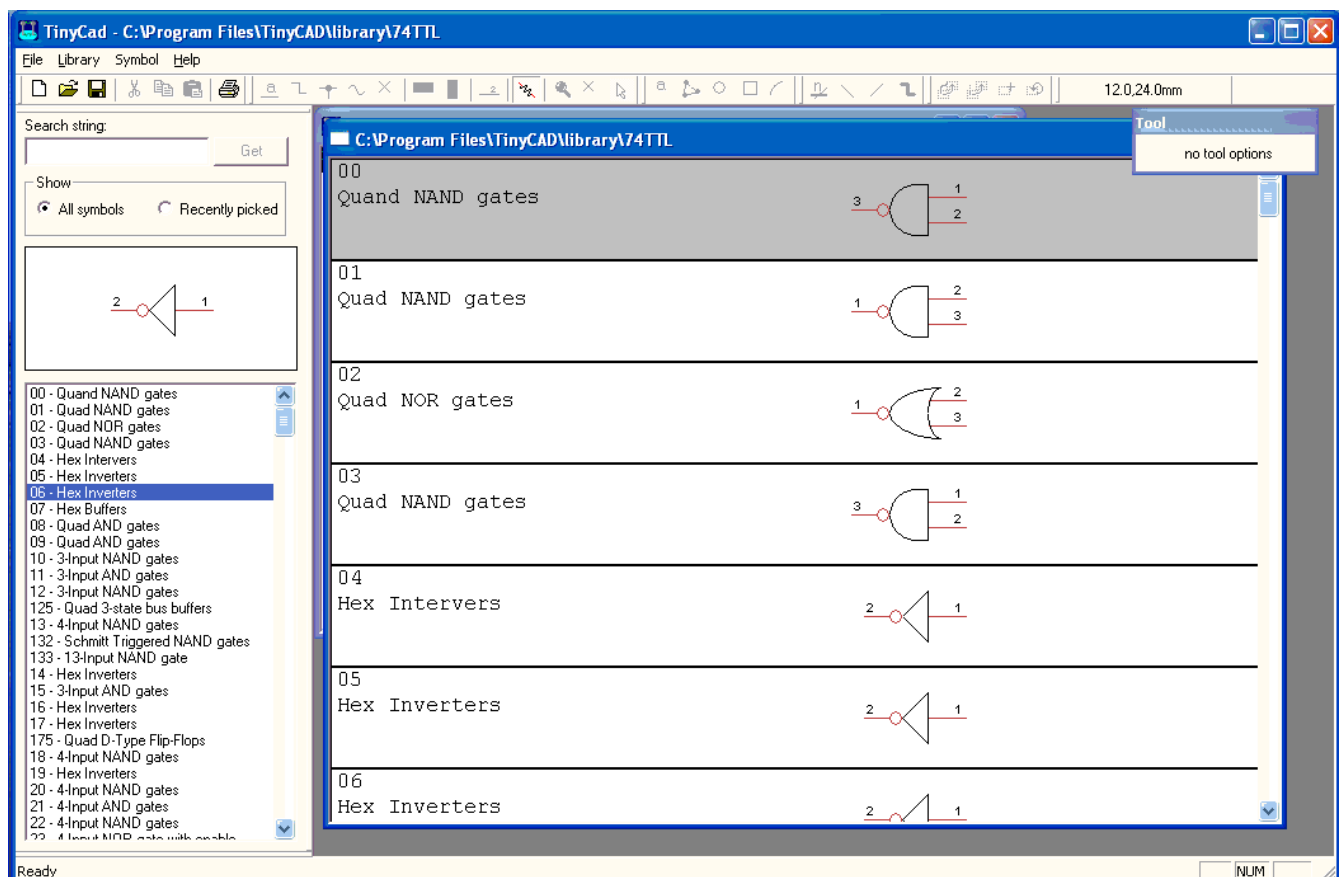 TinyCad - C:\Program Files\TinyCAD\library\74TTL
File Library Symbol Help
12.0,24.0mm
Search string:
Get
Show
All symbols Recently picked
2 1
00 - Quand NAND gates
01 - Quad NAND gates
02 - Quad NOR gates
03 - Quad NAND gates
04 - Hex Intervers
05 - Hex Inverters
06 - Hex Inverters
07 - Hex Buffers
08 - Quad AND gates
09 - Quad AND gates
10 - 3-Input NAND gates
11 - 3-Input AND gates
12 - 3-Input NAND gates
125 - Quad 3-state bus buffers
13 - 4-Input NAND gates
132 - Schmitt Triggered NAND gates
133 - 13-Input NAND gate
14 - Hex Inverters
15 - 3-Input AND gates
16 - Hex Inverters
17 - Hex Inverters
175 - Quad D-Type Flip-Flops
18 - 4-Input NAND gates
19 - Hex Inverters
20 - 4-Input NAND gates
21 - 4-Input AND gates
22 - 4-Input NAND gates
23 - 4 Input NOR gate with enable
C:\Program Files\TinyCAD\library\74TTL
Tool
no tool options
00
Quand NAND gates
3 1
2
01
Quad NAND gates
1 2
3
02
Quad NOR gates
1 2
3
03
Quad NAND gates
3 1
2
04
Hex Intervers
2 1
05
Hex Inverters
2 1
06
Hex Inverters
2 1
Ready
NUM